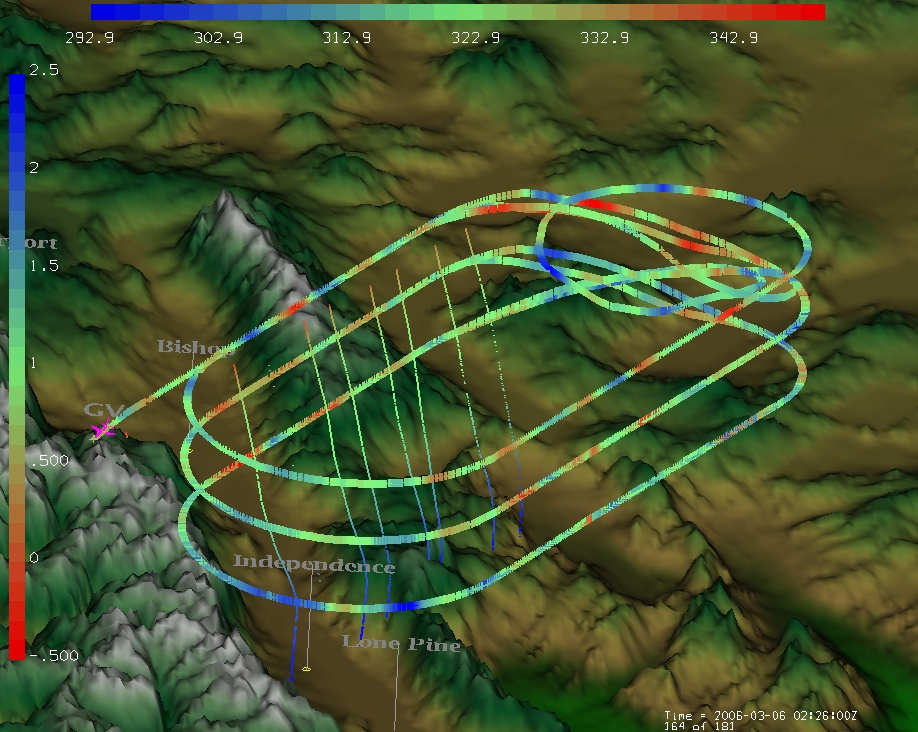 292.9 302.9 312.9 322.9 332.9 342.9
2.5
2
1.5
1
.500
0
-.500
Bishop
GV
Independence
Lone Pine
Time = 2006-03-06 02:26:00Z
164 of 181